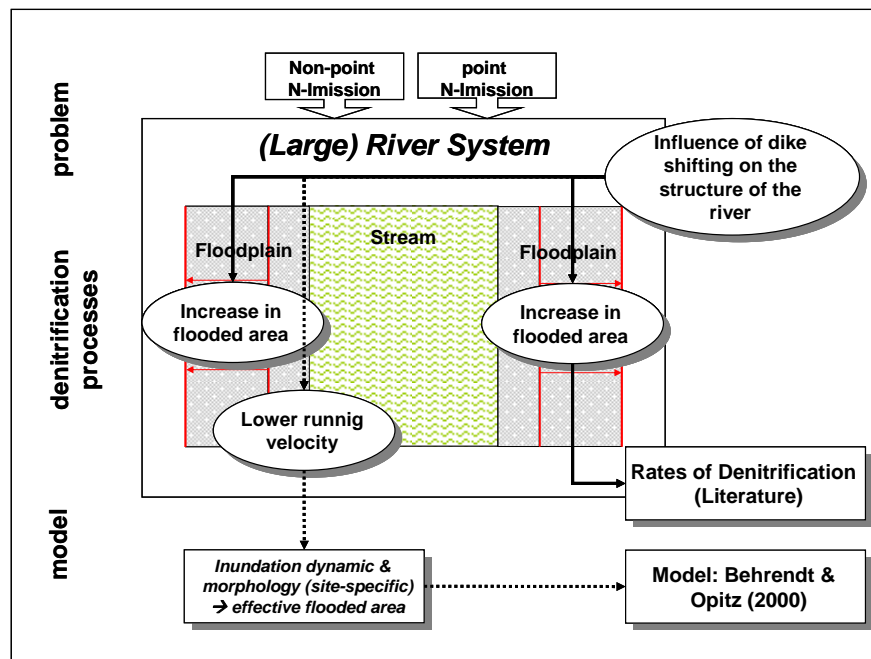 Non-point
N-Imission
point
N-Imission
problem
(Large) River System
Influence of dike
shifting on the
structure of the
river
denitrification
processes
Floodplain
Stream
Floodplain
Increase in
flooded area
Increase in
flooded area
Lower runnig
velocity
Rates of Denitrification
(Literature)
model
Inundation dynamic &
morphology (site-specific)
→ effective flooded area
Model: Behrendt &
Opitz (2000)